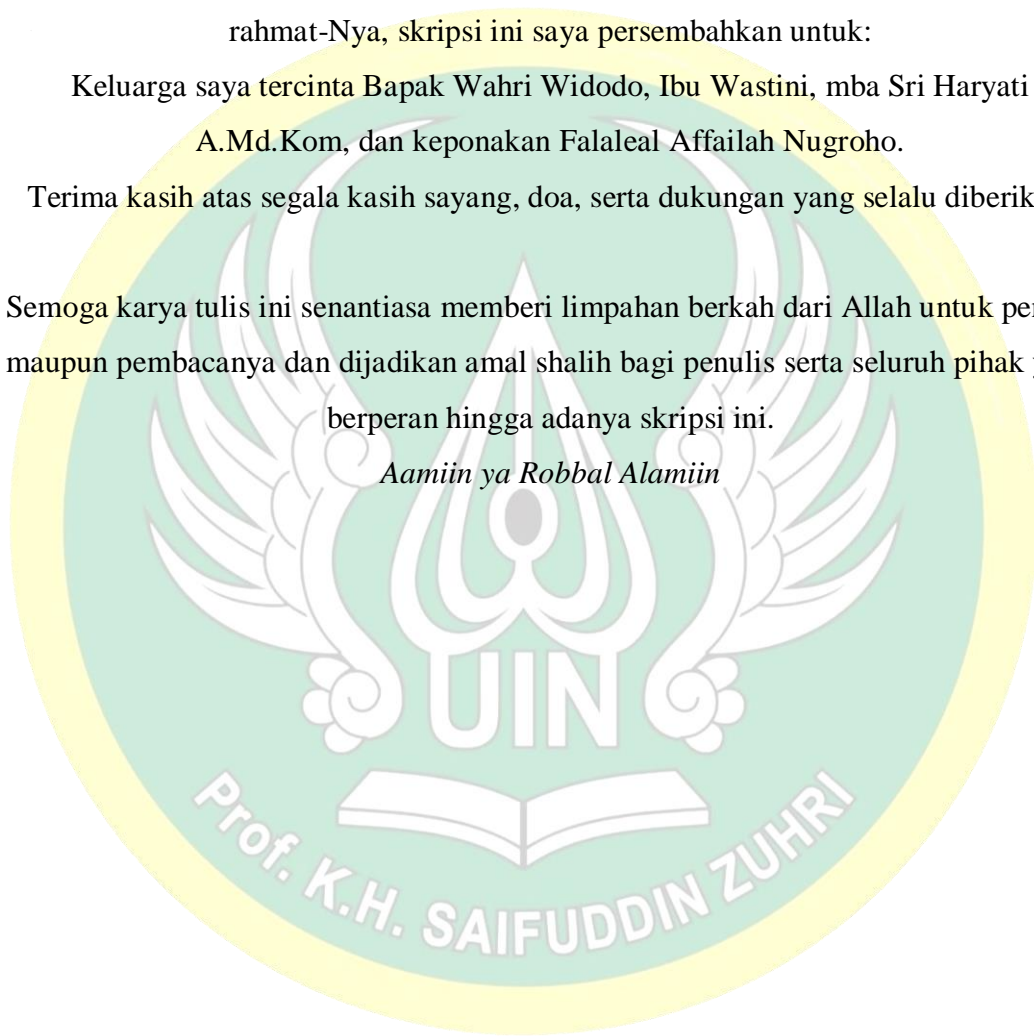 rahmat-Nya, skripsi ini saya persembahkan untuk:
Keluarga saya tercinta Bapak Wahri Widodo, Ibu Wastini, mba Sri Haryati
A.Md.Kom, dan keponakan Falaleal Affailah Nugroho.
Terima kasih atas segala kasih sayang, doa, serta dukungan yang selalu diberik
Semoga karya tulis ini senantiasa memberi limpahan berkah dari Allah untuk pe
maupun pembacanya dan dijadikan amal shalih bagi penulis serta seluruh pihak
berperan hingga adanya skripsi ini.
Aamiin ya Robbal Alamiin
UIN
Prof. K.H. SAIFUDDIN ZUHRI